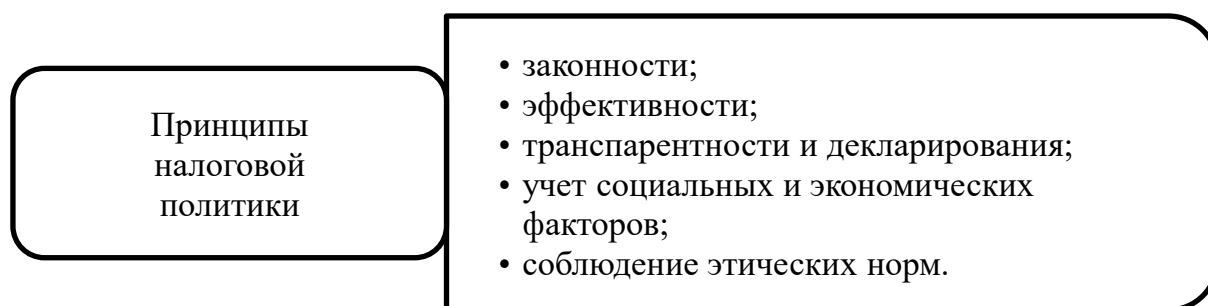 Принципы
налоговой
политики
• законности;
• эффективности;
• транспарентности и декларирования;
• учет социальных и экономических
факторов;
• соблюдение этических норм.